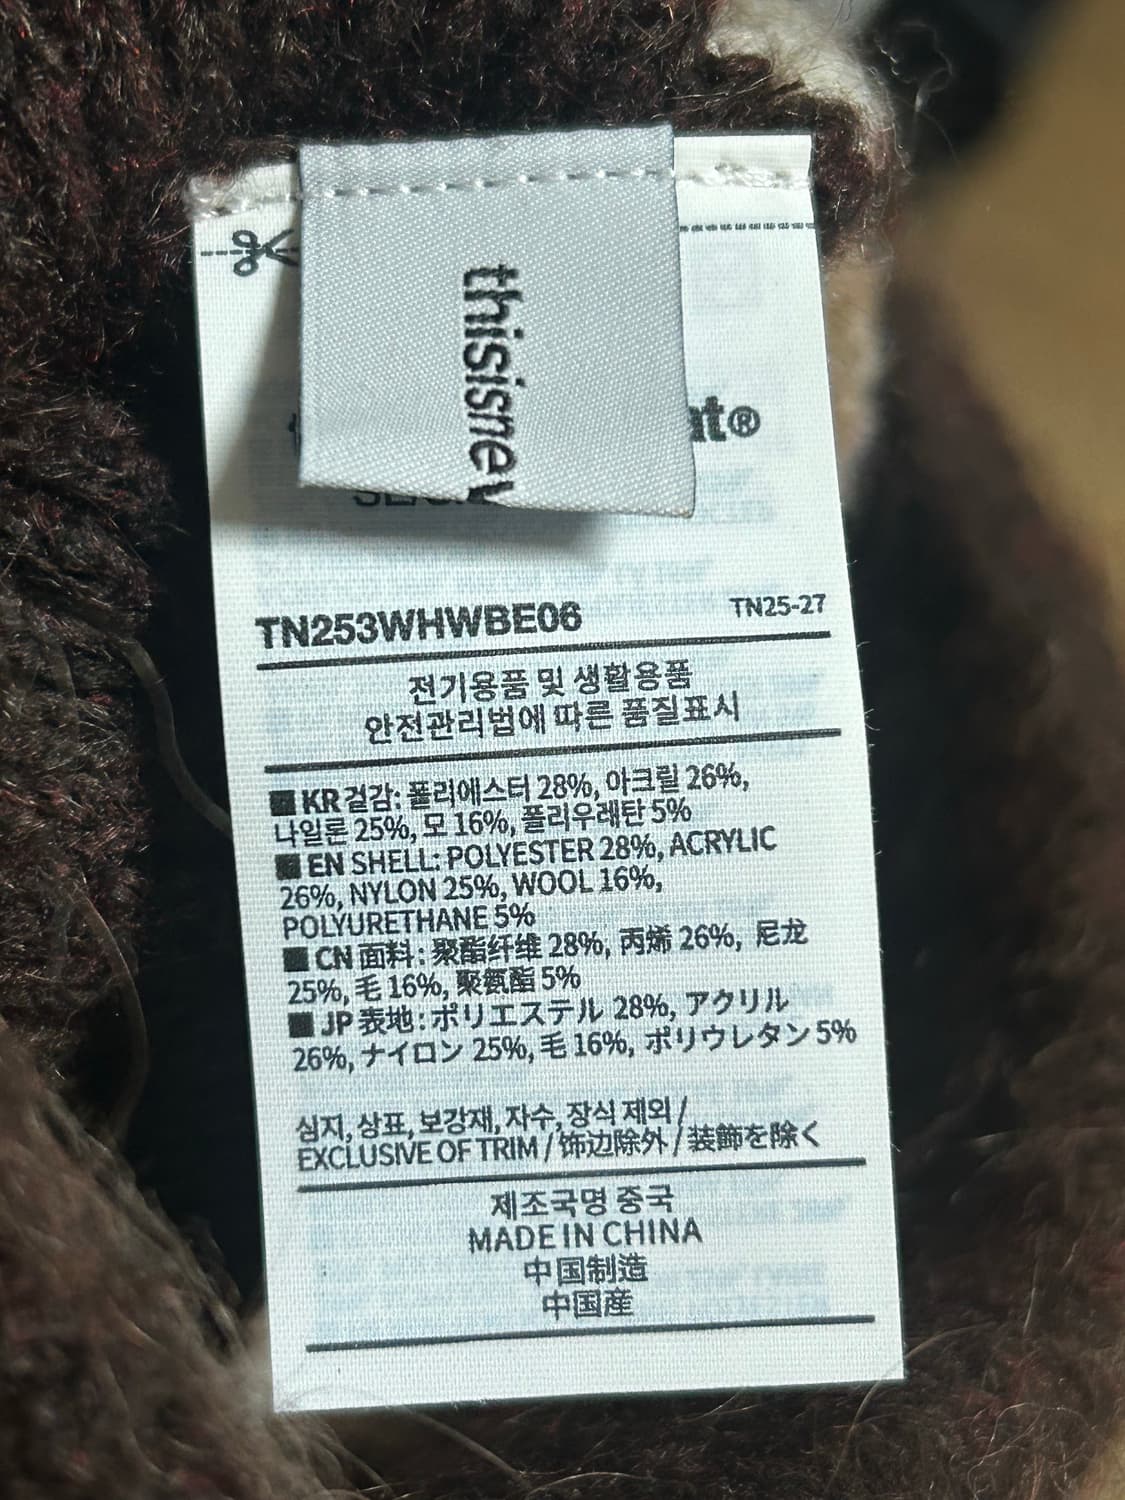 thisisnev
at®
TN253WHWBE06
TN25-27
전기용품 및 생활용품
안전관리법에 따른 품질표시
■ KR 겉감: 폴리에스터 28%, 아크릴 26%,
나일론 25%, 모 16%, 폴리우레탄 5%
■ EN SHELL: POLYESTER 28%, ACRYLIC
26%, NYLON 25%, WOOL 16%,
POLYURETHANE 5%
■ CN 面料: 聚酯纤维 28%, 丙烯 26%, 尼龙
25%, 毛 16%, 聚氨酯 5%
■ JP 表地: ポリエステル 28%, アクリル
26%, ナイロン 25%, 毛 16%, ポリウレタン 5%
심지, 상표, 보강재, 자수, 장식 제외 /
EXCLUSIVE OF TRIM / 饰边除外 / 装飾を除く
제조국명 중국
MADE IN CHINA
中国制造
中国産